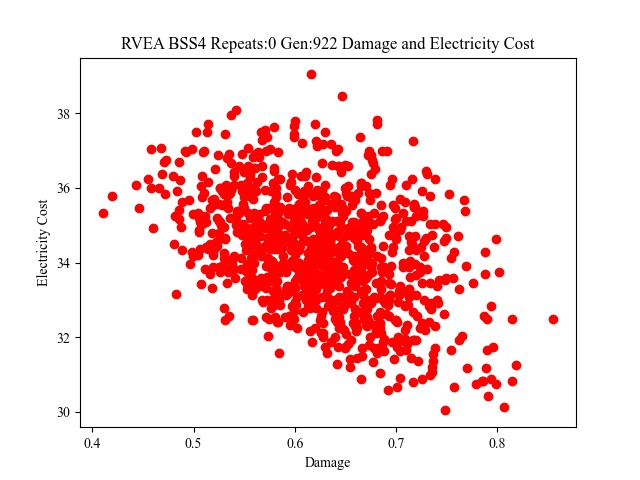 RVEA BSS4 Repeats:0 Gen:922 Damage and Electricity Cost
38
36
34
32
30
Electricity Cost
0.4 0.5 0.6 0.7 0.8
Damage